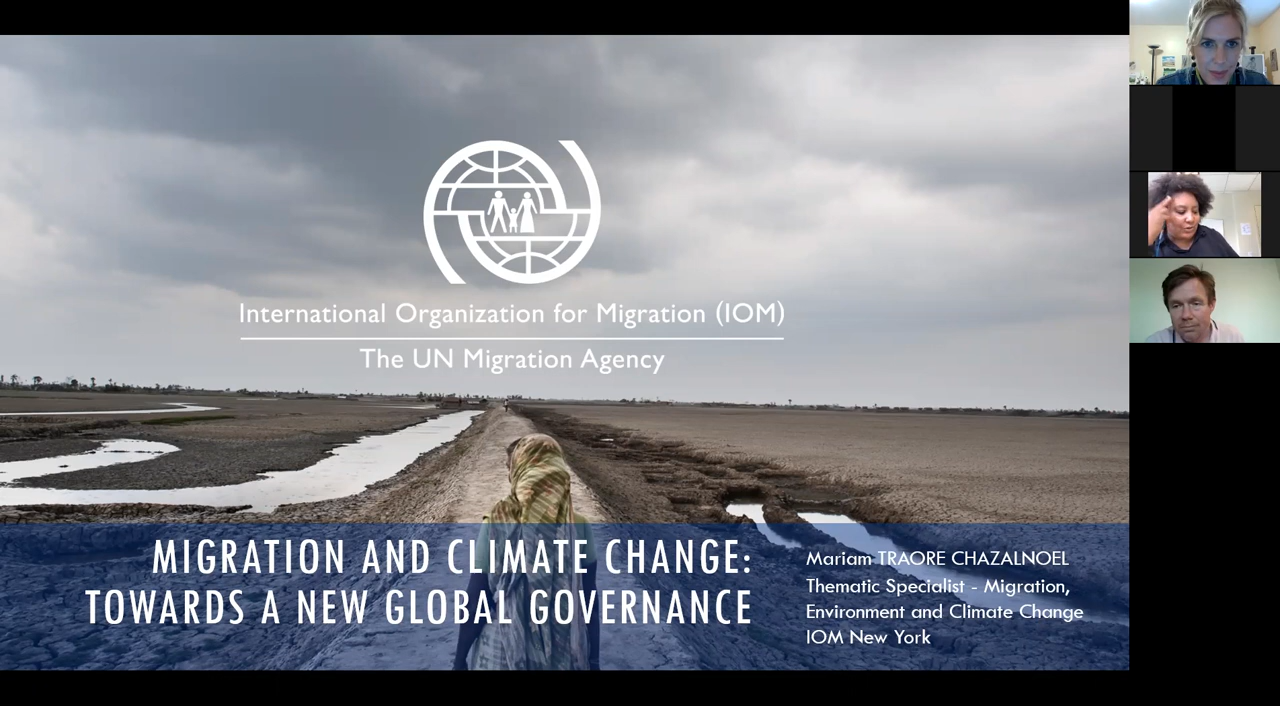 International Organization for Migration (IOM)
The UN Migration Agency
MIGRATION AND CLIMATE CHANGE:
TOWARDS A NEW GLOBAL GOVERNANCE
Mariam TRAORE CHAZALNOEL
Thematic Specialist - Migration,
Environment and Climate Change
IOM New York